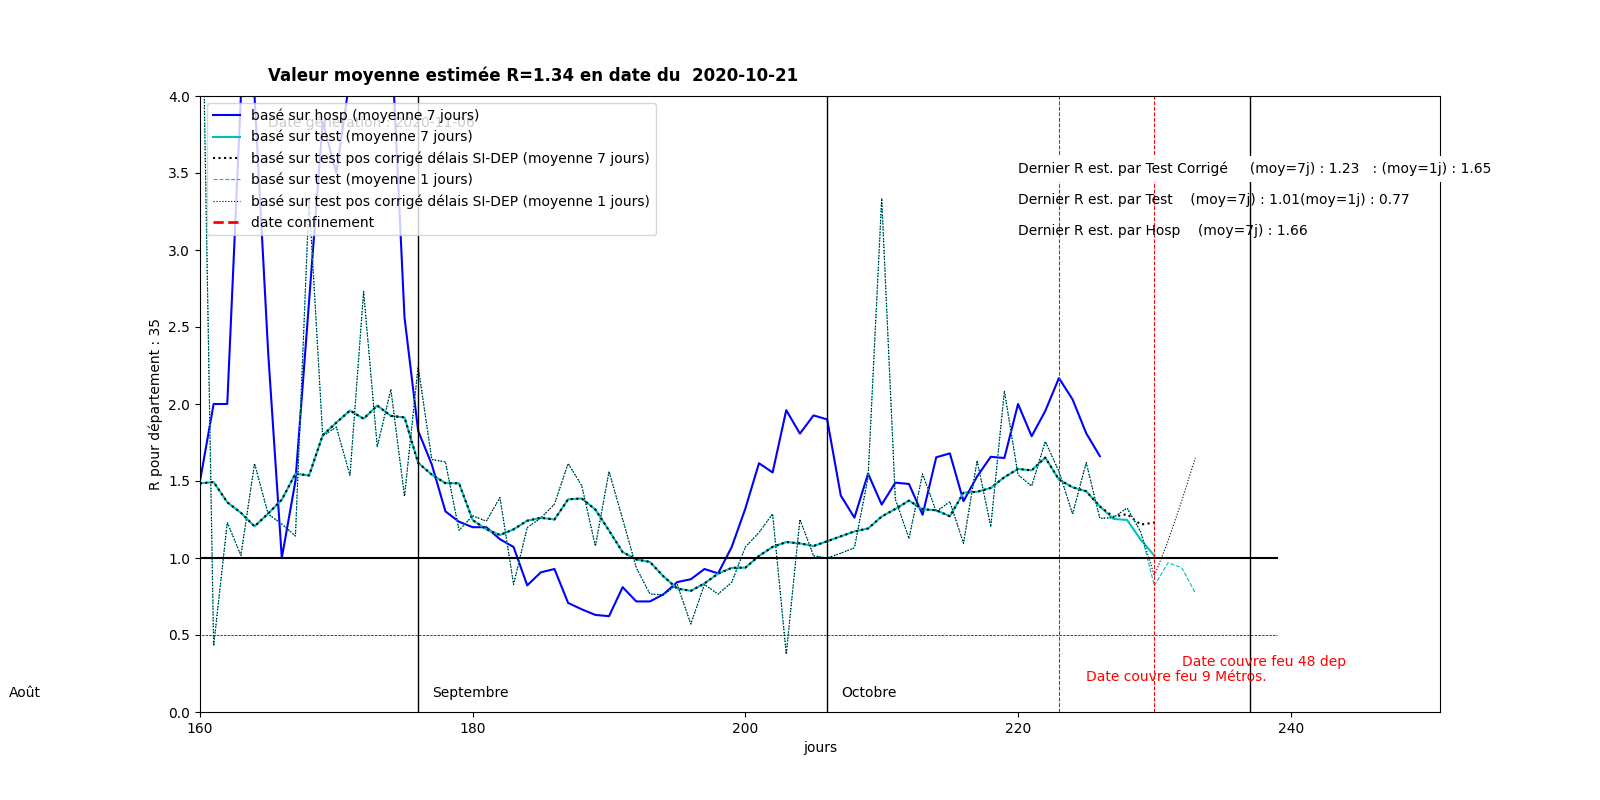 Valeur moyenne estimée R=1.34 en date du  2020-10-21
Date génération : 2020-11-06
basé sur hosp (moyenne 7 jours)
basé sur test (moyenne 7 jours)
basé sur test pos corrigé délais SI-DEP (moyenne 7 jours)
basé sur test (moyenne 1 jours)
basé sur test pos corrigé délais SI-DEP (moyenne 1 jours)
date confinement
Dernier R est. par Test Corrigé (moy=7j) : 1.23 : (moy=1j) : 1.65
Dernier R est. par Test (moy=7j) : 1.01(moy=1j) : 0.77
Dernier R est. par Hosp (moy=7j) : 1.66
R pour département : 35
4.0
3.5
3.0
2.5
2.0
1.5
1.0
0.5
0.0
Date couvre feu 48 dep
Date couvre feu 9 Métros.
Août
Septembre
Octobre
160
180
200
220
240
jours